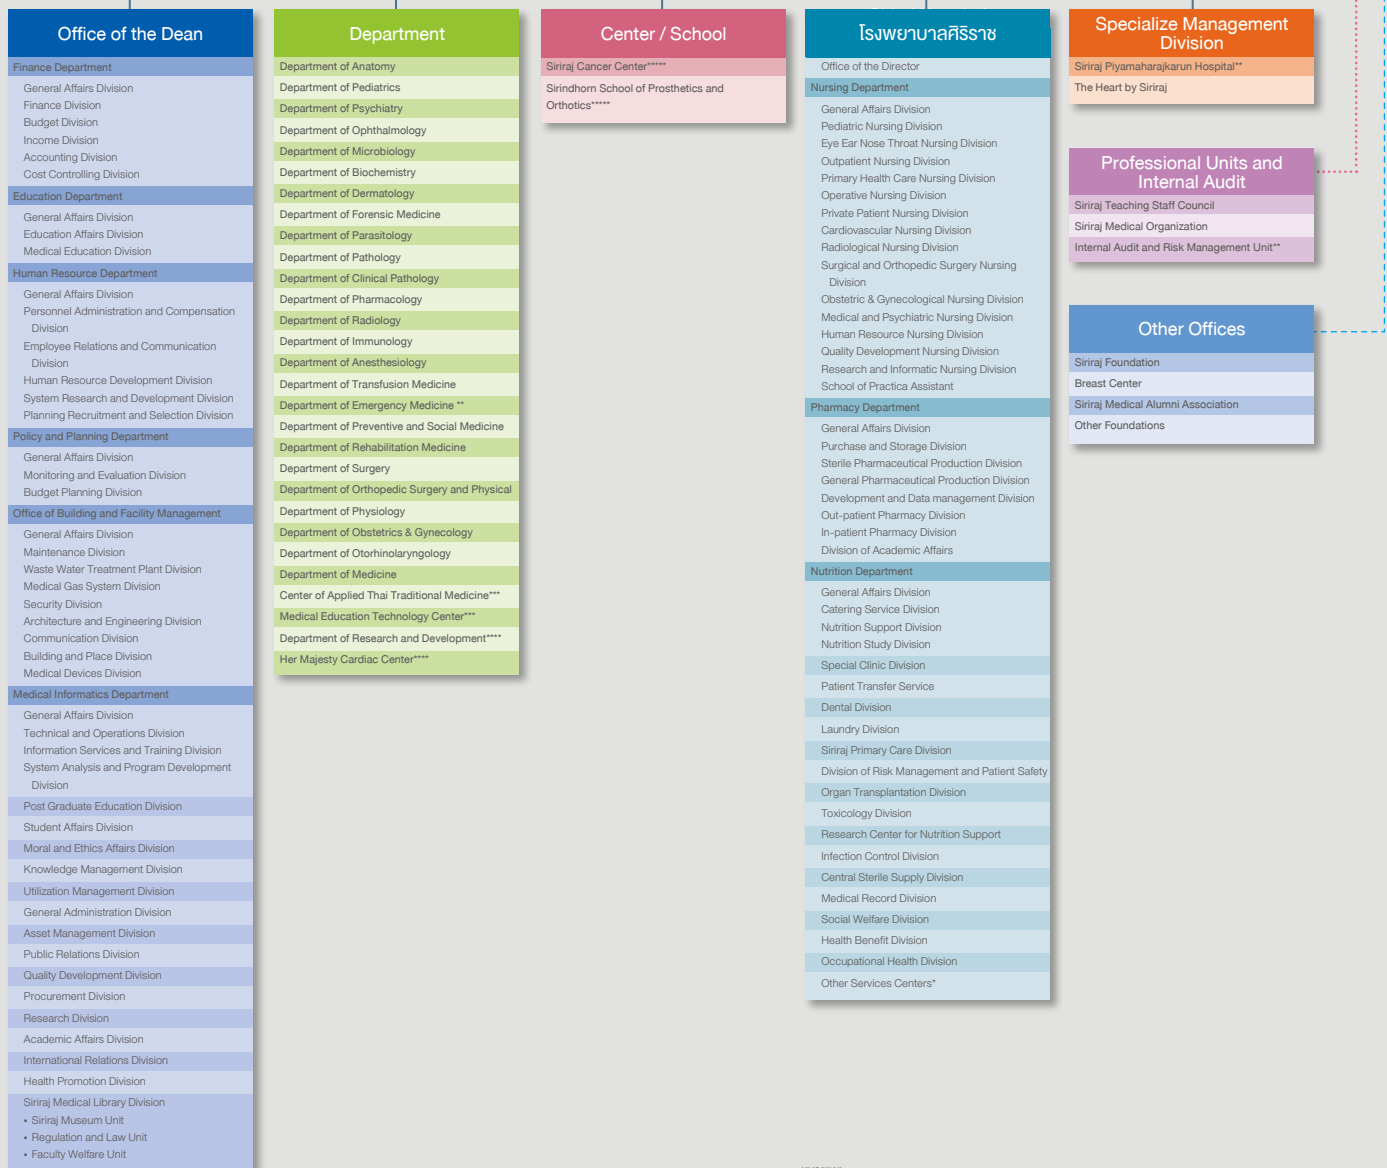 Office of the Dean
Finance Department
General Affairs Division
Finance Division
Budget Division
Income Division
Accounting Division
Cost Controlling Division
Education Department
General Affairs Division
Education Affairs Division
Medical Education Division
Human Resource Department
General Affairs Division
Personnel Administration and Compensation
Division
Employee Relations and Communication
Division
Human Resource Development Division
System Research and Development Division
Planning Recruitment and Selection Division
Policy and Planning Department
General Affairs Division
Monitoring and Evaluation Division
Budget Planning Division
Office of Building and Facility Management
General Affairs Division
Maintenance Division
Waste Water Treatment Plant Division
Medical Gas System Division
Security Division
Architecture and Engineering Division
Communication Division
Building and Place Division
Medical Devices Division
Medical Informatics Department
General Affairs Division
Technical and Operations Division
Information Services and Training Division
System Analysis and Program Development
Division
Post Graduate Education Division
Student Affairs Division
Moral and Ethics Affairs Division
Knowledge Management Division
Utilization Management Division
General Administration Division
Asset Management Division
Public Relations Division
Quality Development Division
Procurement Division
Research Division
Academic Affairs Division
International Relations Division
Health Promotion Division
Siriraj Medical Library Division
• Siriraj Museum Unit
• Regulation and Law Unit
• Faculty Welfare Unit
Department
Department of Anatomy
Department of Pediatrics
Department of Psychiatry
Department of Ophthalmology
Department of Microbiology
Department of Biochemistry
Department of Dermatology
Department of Forensic Medicine
Department of Parasitology
Department of Pathology
Department of Clinical Pathology
Department of Pharmacology
Department of Radiology
Department of Immunology
Department of Anesthesiology
Department of Transfusion Medicine
Department of Emergency Medicine **
Department of Preventive and Social Medicine
Department of Rehabilitation Medicine
Department of Surgery
Department of Orthopedic Surgery and Physical
Department of Physiology
Department of Obstetrics & Gynecology
Department of Otorhinolaryngology
Department of Medicine
Center of Applied Thai Traditional Medicine***
Medical Education Technology Center***
Department of Research and Development****
Her Majesty Cardiac Center****
Center / School
Siriraj Cancer Center*****
Sirindhorn School of Prosthetics and
Orthotics*****
โรงพยาบาลศิริราช
Office of the Director
Nursing Department
General Affairs Division
Pediatric Nursing Division
Eye Ear Nose Throat Nursing Division
Outpatient Nursing Division
Primary Health Care Nursing Division
Operative Nursing Division
Private Patient Nursing Division
Cardiovascular Nursing Division
Radiological Nursing Division
Surgical and Orthopedic Surgery Nursing
Division
Obstetric & Gynecological Nursing Division
Medical and Psychiatric Nursing Division
Human Resource Nursing Division
Quality Development Nursing Division
Research and Informatic Nursing Division
School of Practica Assistant
Pharmacy Department
General Affairs Division
Purchase and Storage Division
Sterile Pharmaceutical Production Division
General Pharmaceutical Production Division
Development and Data management Division
Out-patient Pharmacy Division
In-patient Pharmacy Division
Division of Academic Affairs
Nutrition Department
General Affairs Division
Catering Service Division
Nutrition Support Division
Nutrition Study Division
Special Clinic Division
Patient Transfer Service
Dental Division
Laundry Division
Siriraj Primary Care Division
Division of Risk Management and Patient Safety
Organ Transplantation Division
Toxicology Division
Research Center for Nutrition Support
Infection Control Division
Central Sterile Supply Division
Medical Record Division
Social Welfare Division
Health Benefit Division
Occupational Health Division
Other Services Centers*
Specialize Management
Division
Siriraj Piyamaharajkarun Hospital**
The Heart by Siriraj
Professional Units and
Internal Audit
Siriraj Teaching Staff Council
Siriraj Medical Organization
Internal Audit and Risk Management Unit**
Other Offices
Siriraj Foundation
Breast Center
Siriraj Medical Alumni Association
Other Foundations